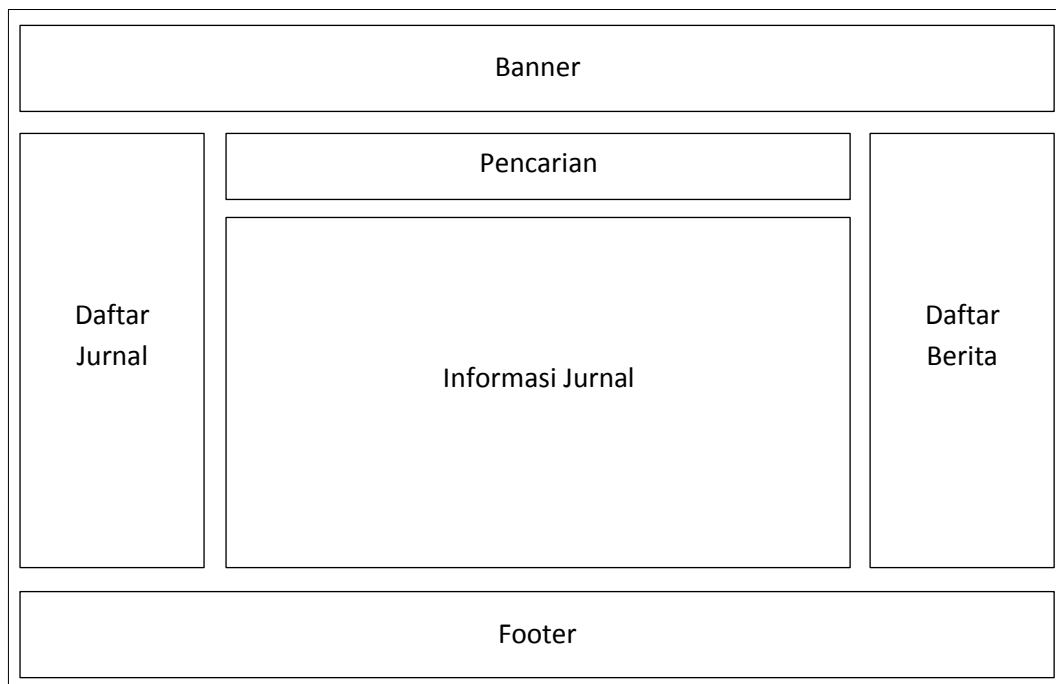 Banner
Pencarian
Daftar
Jurnal
Informasi Jurnal
Daftar
Berita
Footer